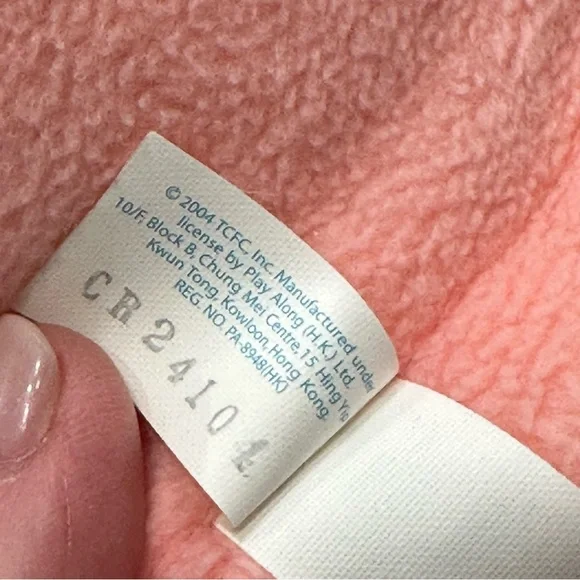 © 2004 TCFC, Inc. Manufactured under
license by Play Along (H.K.) Ltd.
10/F, Block B, Chung Mei Centre, 15 Hing Yip
Kwun Tong, Kowloon, Hong Kong.
REG. NO. PA-8948(HK)
CR24104